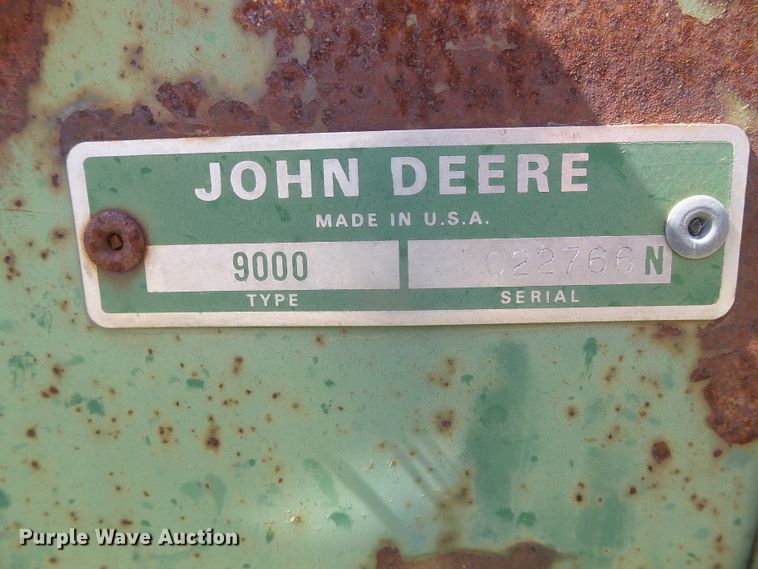 JOHN DEERE
MADE IN U.S.A.
9000 022766 N
TYPE SERIAL
Purple Wave Auction